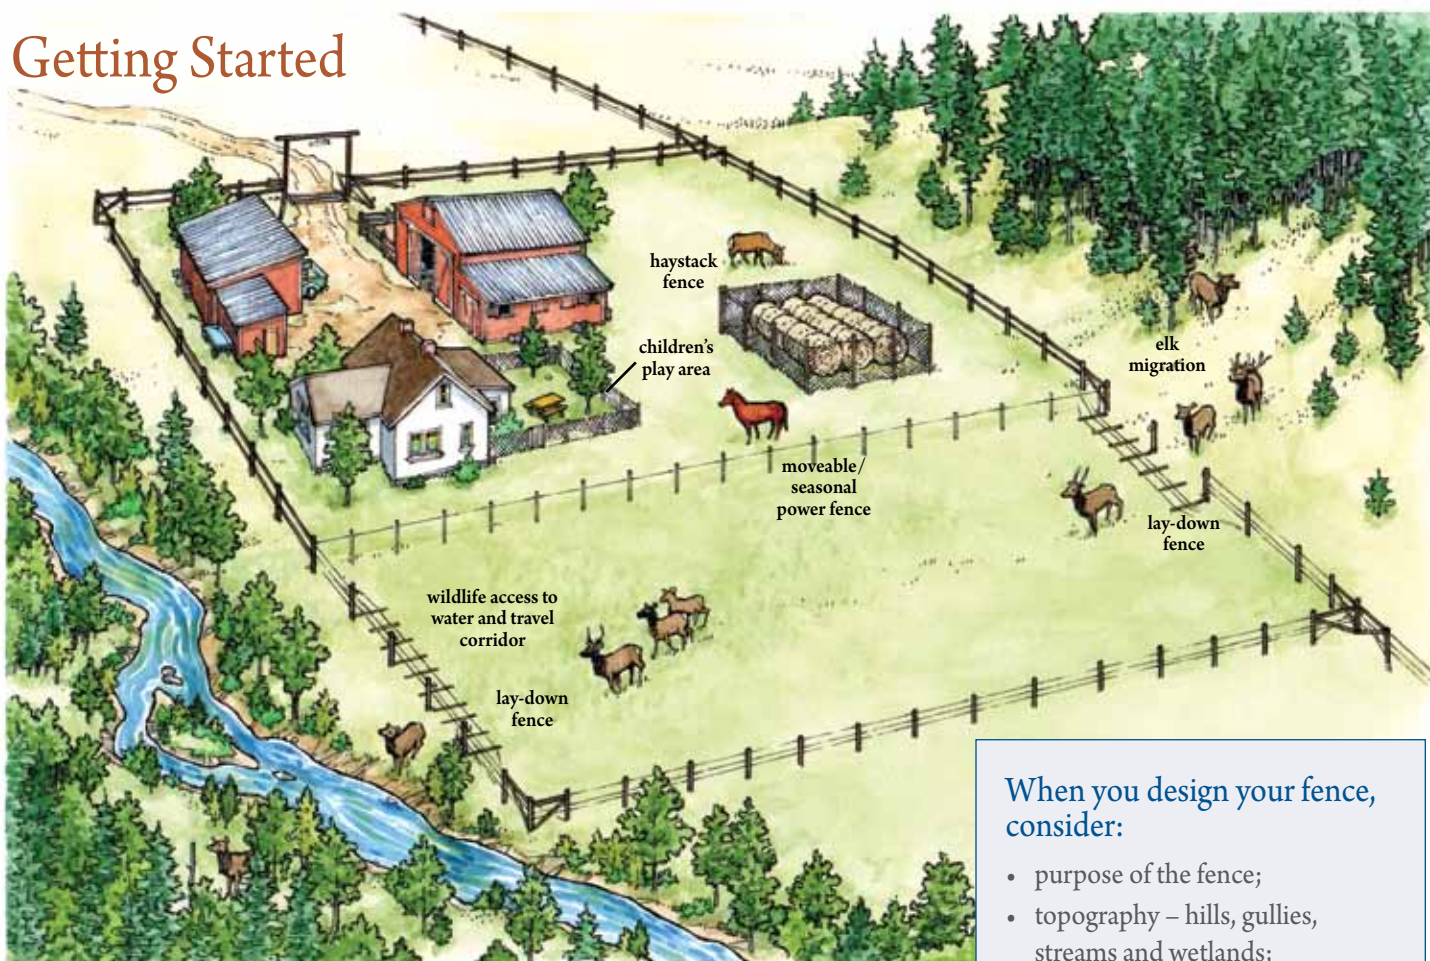 Getting Started
haystack
fence
children's
play area
elk
migration
moveable/
seasonal
power fence
lay-down
fence
wildlife access to
water and travel
corridor
lay-down
fence
When you design your fence,
consider:
• purpose of the fence;
• topography – hills, gullies,
streams and wetlands;